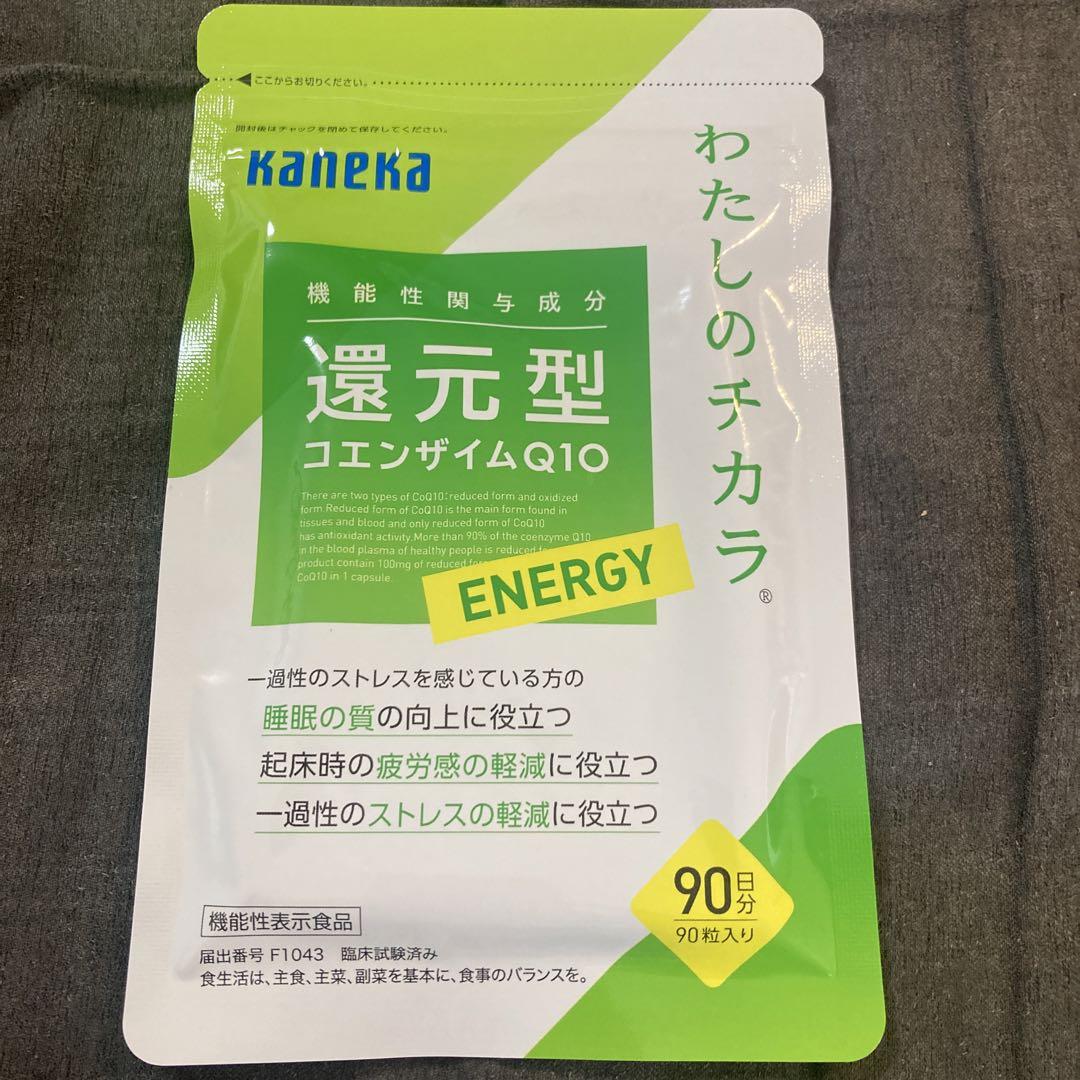 ここからお切りください。
開封後はチャックを閉めて保存してください。
Kaneka
わたしのチカラ®
機能性関与成分
還元型
コエンザイムQ10
There are two types of CoQ10:reduced form and oxidized
form.Reduced form of CoQ10 is the main form found in
tissues and blood and only reduced form of CoQ10
has antioxidant activity.More than 90% of the coenzyme Q10
in the blood plasma of healthy people is reduced
product contain 100mg of reduced
CoQ10 in 1 capsule.
ENERGY
一過性のストレスを感じている方の
睡眠の質の向上に役立つ
起床時の疲労感の軽減に役立つ
一過性のストレスの軽減に役立つ
90日分
90粒入り
機能性表示食品
届出番号 F1043 臨床試験済み
食生活は、主食、主菜、副菜を基本に、食事のバランスを。